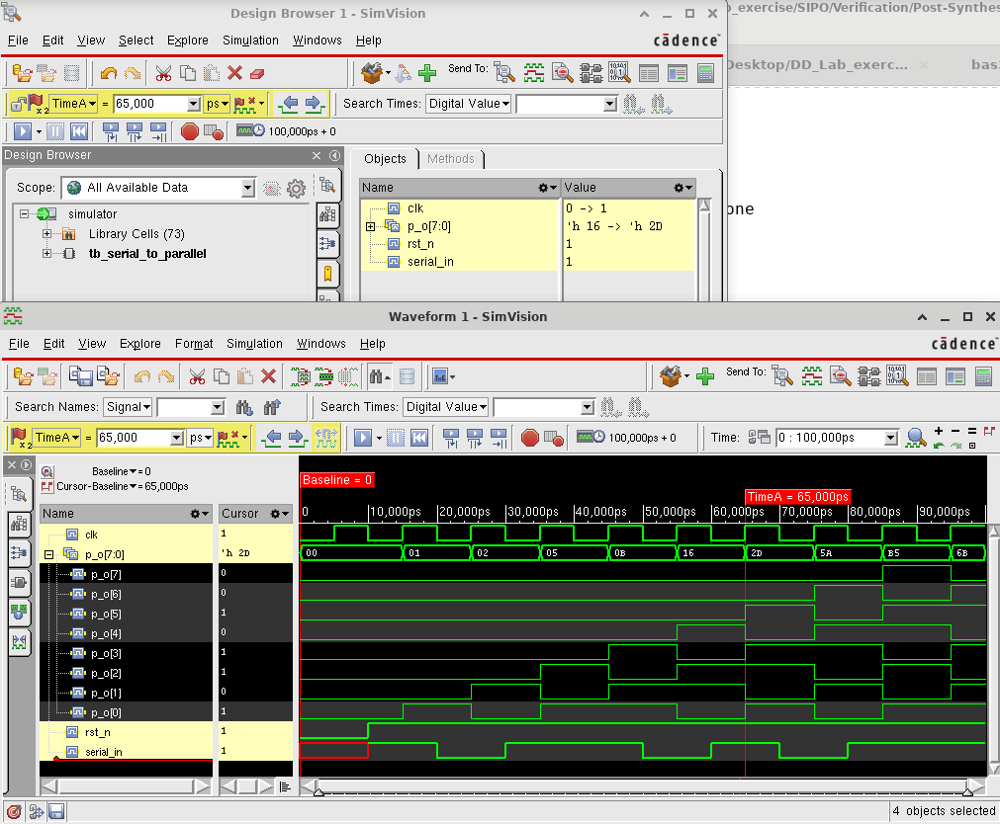 Design Browser 1 - SimVision
_exercise/SIPO/Verification/Post-Synthes
File Edit View Select Explore Simulation Windows Help
cādence
Desktop/DD_Lab_exerc...
bas
Send To:
TimeA = 65,000 ps
Search Times: Digital Value
100,000ps + 0
Design Browser
Objects Methods
Scope: All Available Data
Name Value
simulator
clk 0 -> 1
one
Library Cells (73)
p_o[7:0] 'h 16 -> 'h 2D
tb_serial_to_parallel
rst_n 1
serial_in 1
Waveform 1 - SimVision
File Edit View Explore Format Simulation Windows Help
cādence
Send To:
Search Names: Signal
Search Times: Digital Value
TimeA = 65,000 ps
100,000ps + 0
Time: 0 : 100,000ps
Baseline = 0
Cursor-Baseline = 65,000ps
Baseline = 0
TimeA = 65,000ps
Name Cursor
0 10,000ps 20,000ps 30,000ps 40,000ps 50,000ps 60,000ps 70,000ps 80,000ps 90,000ps
clk 1
p_o[7:0] 'h 2D 00 01 02 05 0B 16 2D 5A B5 6B
p_o[7] 0
p_o[6] 0
p_o[5] 1
p_o[4] 0
p_o[3] 1
p_o[2] 1
p_o[1] 0
p_o[0] 1
rst_n 1
serial_in 1
4 objects selected